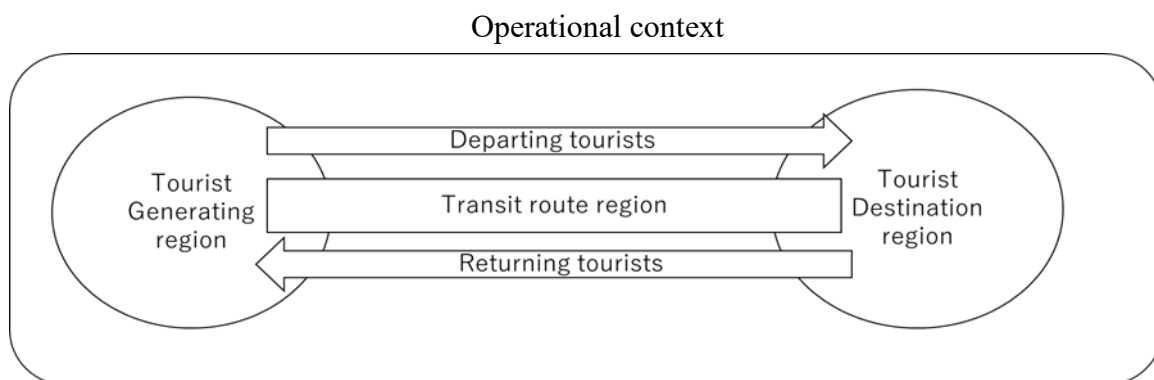 Operational context
Departing tourists
Tourist
Generating
region
Transit route region
Tourist
Destination
region
Returning tourists